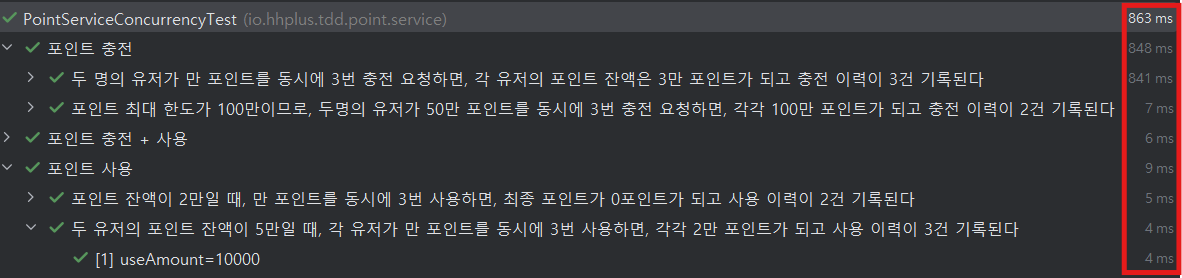 PointServiceConcurrencyTest (io.hhplus.tdd.point.service) 863 ms
포인트 충전 848 ms
두 명의 유저가 만 포인트를 동시에 3번 충전 요청하면, 각 유저의 포인트 잔액은 3만 포인트가 되고 충전 이력이 3건 기록된다 841 ms
포인트 최대 한도가 100만이므로, 두명의 유저가 50만 포인트를 동시에 3번 충전 요청하면, 각각 100만 포인트가 되고 충전 이력이 2건 기록된다 7 ms
포인트 충전 + 사용 6 ms
포인트 사용 9 ms
포인트 잔액이 2만일 때, 만 포인트를 동시에 3번 사용하면, 최종 포인트가 0포인트가 되고 사용 이력이 2건 기록된다 5 ms
두 유저의 포인트 잔액이 5만일 때, 각 유저가 만 포인트를 동시에 3번 사용하면, 각각 2만 포인트가 되고 사용 이력이 3건 기록된다 4 ms
[1] useAmount=10000 4 ms